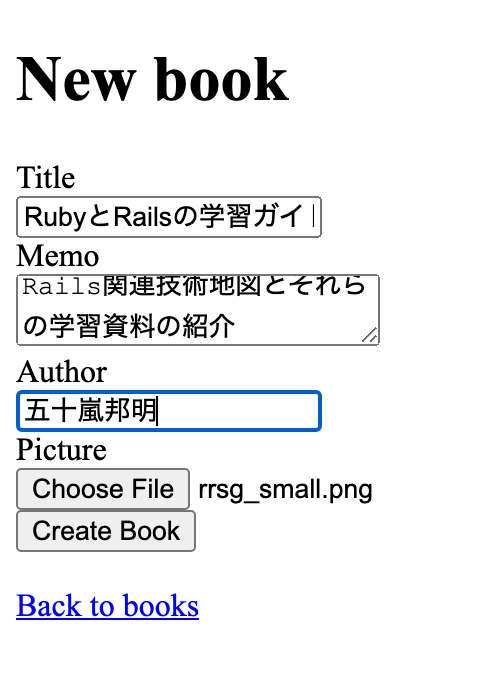 New book
Title
RubyとRailsの学習ガイ
Memo
Rails関連技術地図とそれら
の学習資料の紹介
Author
五十嵐邦明
Picture
Choose File rrsg_small.png
Create Book
Back to books